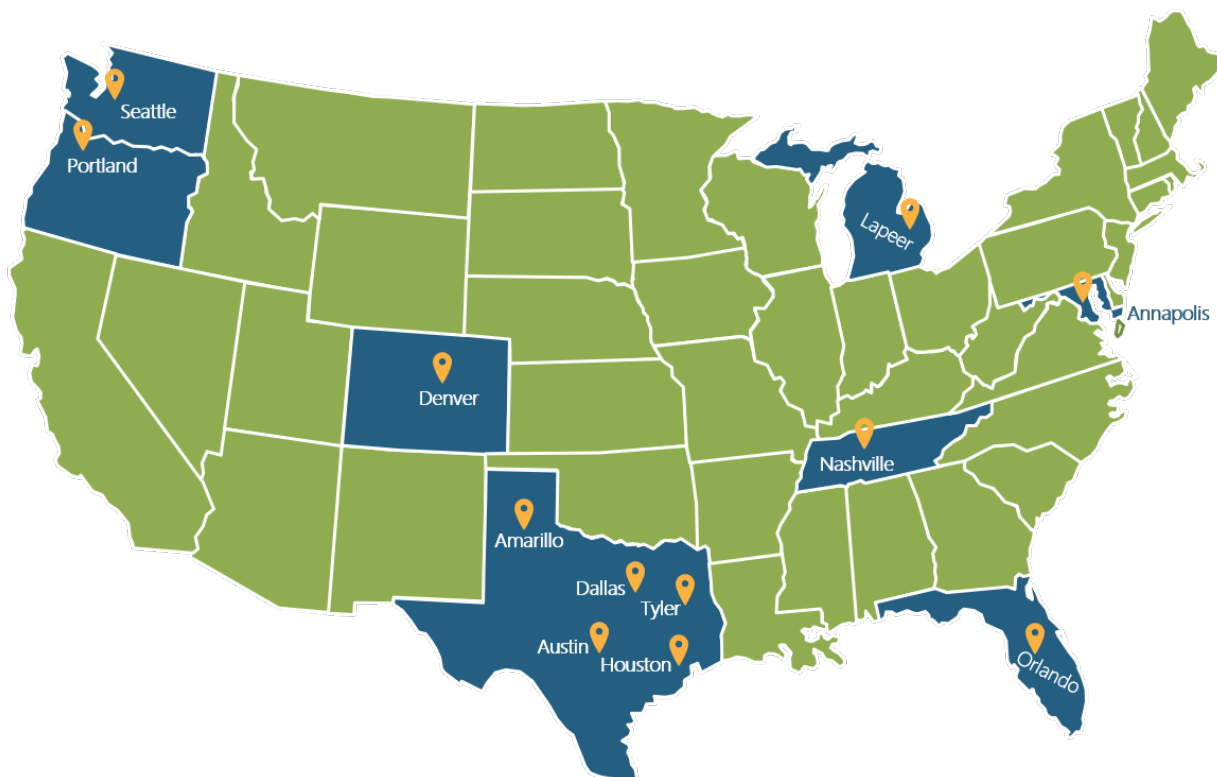 Seattle
Portland
Lapeer
Annapolis
Denver
Nashville
Amarillo
Dallas
Tyler
Austin
Houston
Orlando